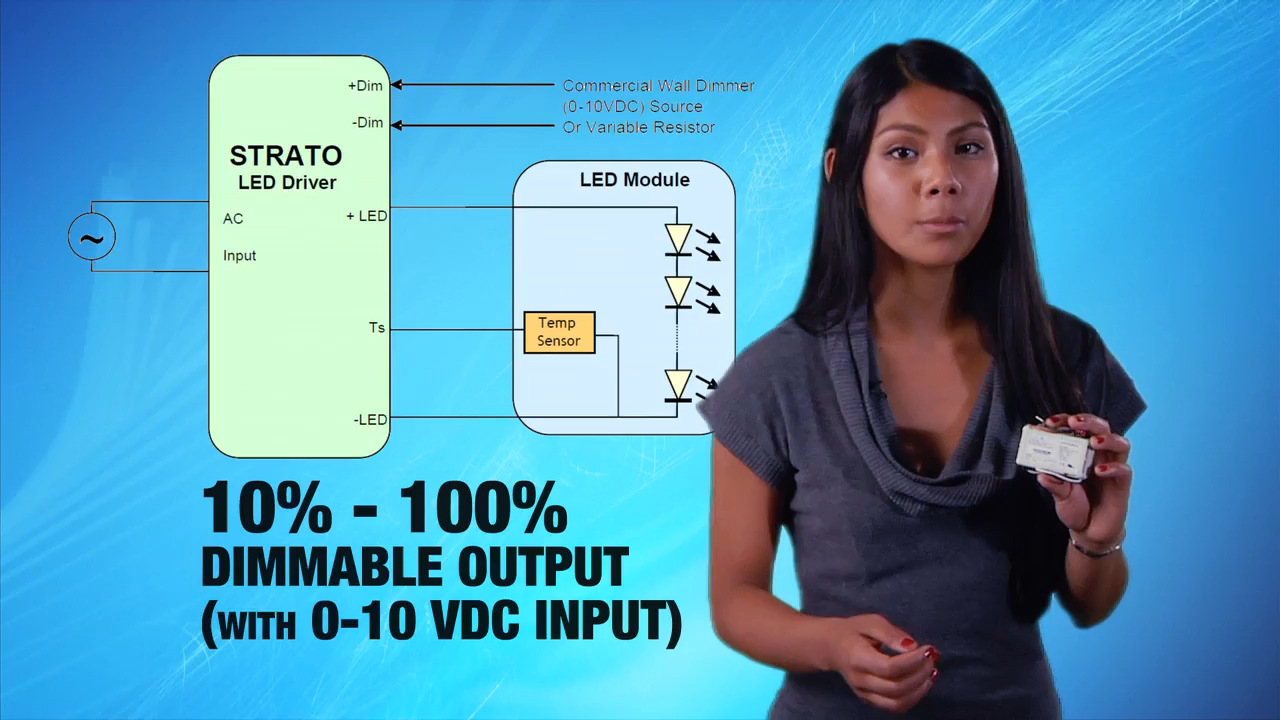 +Dim
Commercial Wall Dimmer
(0-10VDC) Source
-Dim
Or Variable Resistor
STRATO
LED Driver
LED Module
AC
+ LED
Input
Ts
Temp
Sensor
-LED
10% - 100%
DIMMABLE OUTPUT
(WITH 0-10 VDC INPUT)